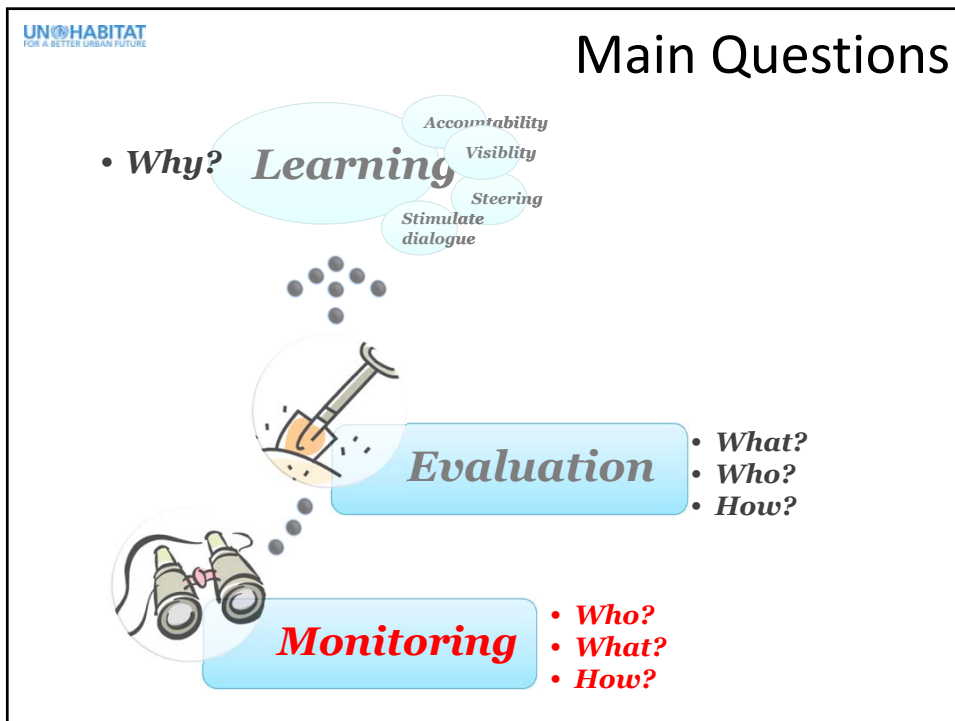 UN HABITAT
FOR A BETTER URBAN FUTURE
Main Questions
• Why?
Learning
Accountability
Visiblity
Steering
Stimulate
dialogue
Evaluation
• What?
• Who?
• How?
Monitoring
• Who?
• What?
• How?